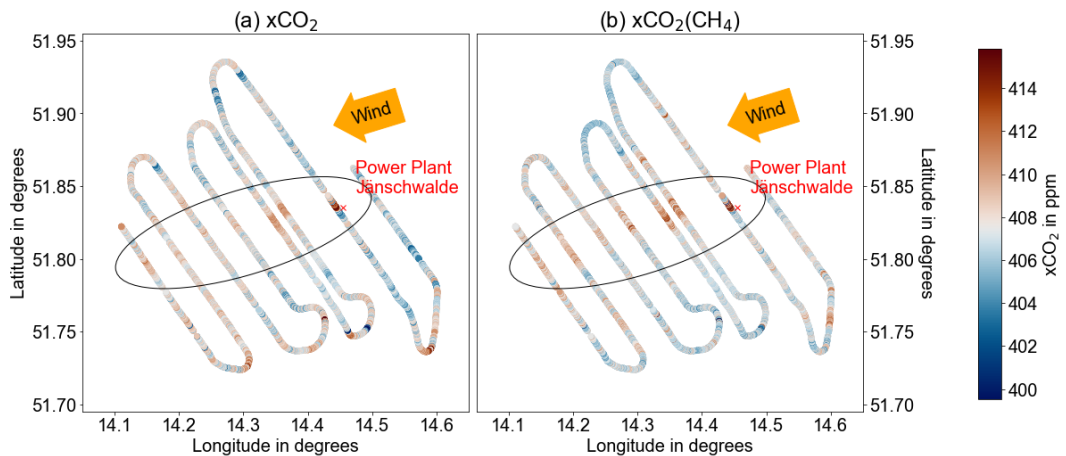 (a) xCO₂
(b) xCO₂(CH₄)
51.95
51.90
51.85
51.80
51.75
51.70
Latitude in degrees
Wind
Power Plant
Jänschwalde
14.1 14.2 14.3 14.4 14.5 14.6
Longitude in degrees
Wind
Power Plant
Jänschwalde
14.1 14.2 14.3 14.4 14.5 14.6
Longitude in degrees
51.95
51.90
51.85
51.80
51.75
51.70
Latitude in degrees
414
412
410
408
406
404
402
400
xCO₂ in ppm